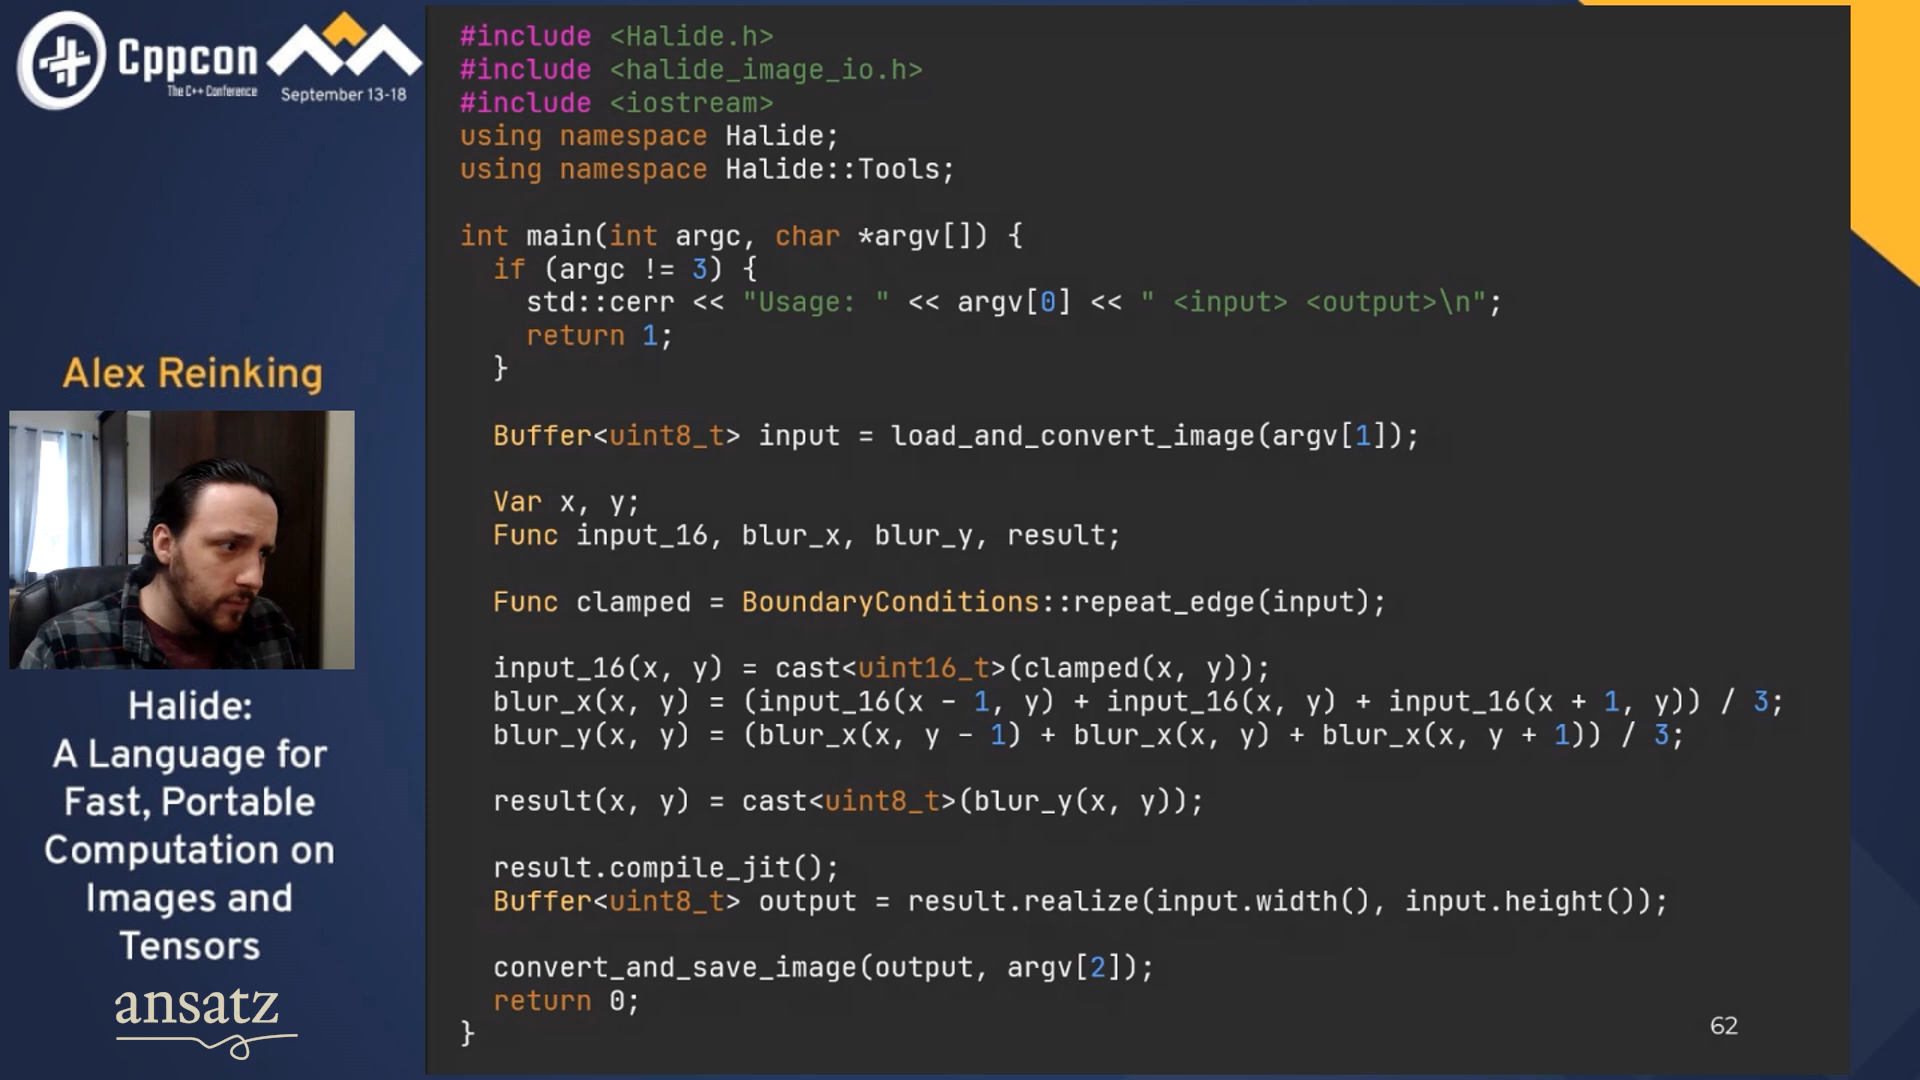 Cppcon
The C++ Conference
September 13-18
Alex Reinking
Halide:
A Language for
Fast, Portable
Computation on
Images and
Tensors
ansatz
#include <Halide.h>
#include <halide_image_io.h>
#include <iostream>
using namespace Halide;
using namespace Halide::Tools;
int main(int argc, char *argv[]) {
  if (argc != 3) {
    std::cerr << "Usage: " << argv[0] << " <input> <output>\n";
    return 1;
  }
  Buffer<uint8_t> input = load_and_convert_image(argv[1]);
  Var x, y;
  Func input_16, blur_x, blur_y, result;
  Func clamped = BoundaryConditions::repeat_edge(input);
  input_16(x, y) = cast<uint16_t>(clamped(x, y));
  blur_x(x, y) = (input_16(x - 1, y) + input_16(x, y) + input_16(x + 1, y)) / 3;
  blur_y(x, y) = (blur_x(x, y - 1) + blur_x(x, y) + blur_x(x, y + 1)) / 3;
  result(x, y) = cast<uint8_t>(blur_y(x, y));
  result.compile_jit();
  Buffer<uint8_t> output = result.realize(input.width(), input.height());
  convert_and_save_image(output, argv[2]);
  return 0;
}
62